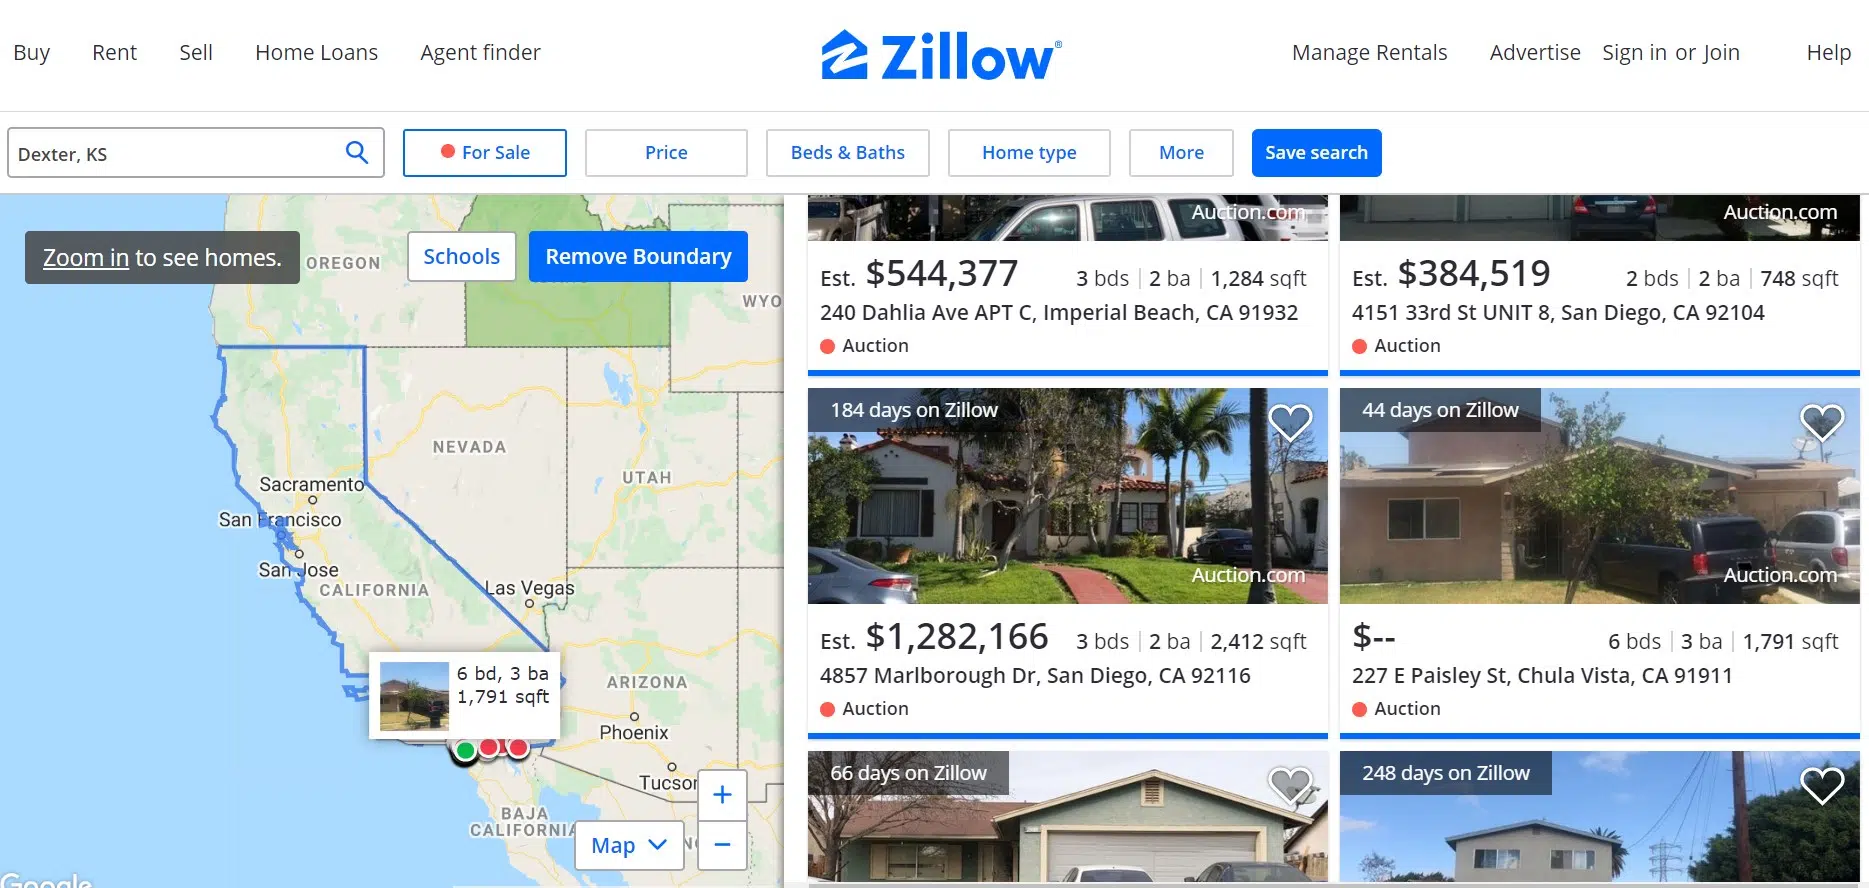 Buy Rent Sell Home Loans Agent finder Zillow® Manage Rentals Advertise Sign in or Join Help
Dexter, KS For Sale Price Beds & Baths Home type More Save search
Zoom in to see homes. Schools Remove Boundary
OREGON
WYO
NEVADA
UTAH
Sacramento
San Francisco
San Jose
CALIFORNIA
Las Vegas
6 bd, 3 ba
1,791 sqft
ARIZONA
Phoenix
Tucson
BAJA
CALIFORNIA
Map
+
−
Google
Auction.com
Est. $544,377 3 bds 2 ba 1,284 sqft
240 Dahlia Ave APT C, Imperial Beach, CA 91932
Auction
Auction.com
Est. $384,519 2 bds 2 ba 748 sqft
4151 33rd St UNIT 8, San Diego, CA 92104
Auction
184 days on Zillow
Auction.com
Est. $1,282,166 3 bds 2 ba 2,412 sqft
4857 Marlborough Dr, San Diego, CA 92116
Auction
44 days on Zillow
Auction.com
$-- 6 bds 3 ba 1,791 sqft
227 E Paisley St, Chula Vista, CA 91911
Auction
66 days on Zillow
248 days on Zillow